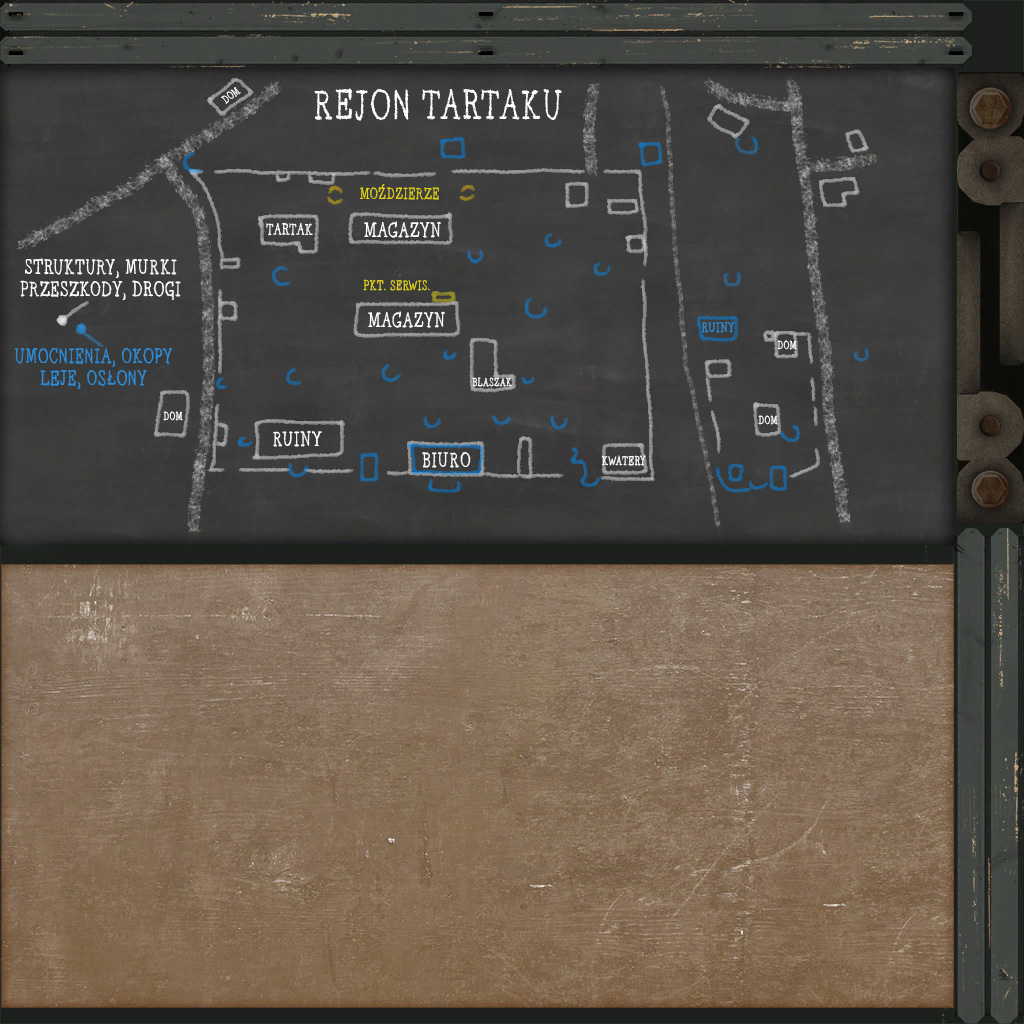 DOM
REJON TARTAKU
MOŹDZIERZE
TARTAK
MAGAZYN
STRUKTURY, MURKI
PRZESZKODY, DROGI
PKT. SERWIS.
MAGAZYN
RUINY
DOM
UMOCNIENIA, OKOPY
LEJE, OSŁONY
BLASZAK
DOM
DOM
RUINY
BIURO
KWATERY